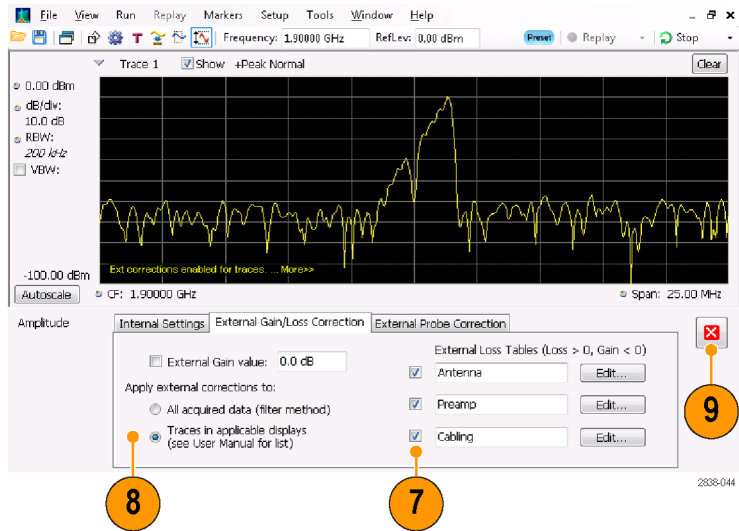 File View Run Replay Markers Setup Tools Window Help
Frequency: 1.90000 GHz RefLev: 0.00 dBm Preset Replay Stop
Trace 1 Show +Peak Normal Clear
0.00 dBm
dB/div:
10.0 dB
RBW:
200 kHz
VBW:
-100.00 dBm
Ext corrections enabled for traces. ... More>>
Autoscale CF: 1.90000 GHz Span: 25.00 MHz
Amplitude
Internal Settings External Gain/Loss Correction External Probe Correction
External Gain value: 0.0 dB
Apply external corrections to:
All acquired data (filter method)
Traces in applicable displays
(see User Manual for list)
External Loss Tables (Loss > 0, Gain < 0)
Antenna Edit...
Preamp Edit...
Cabling Edit...
9
8
7
2838-044